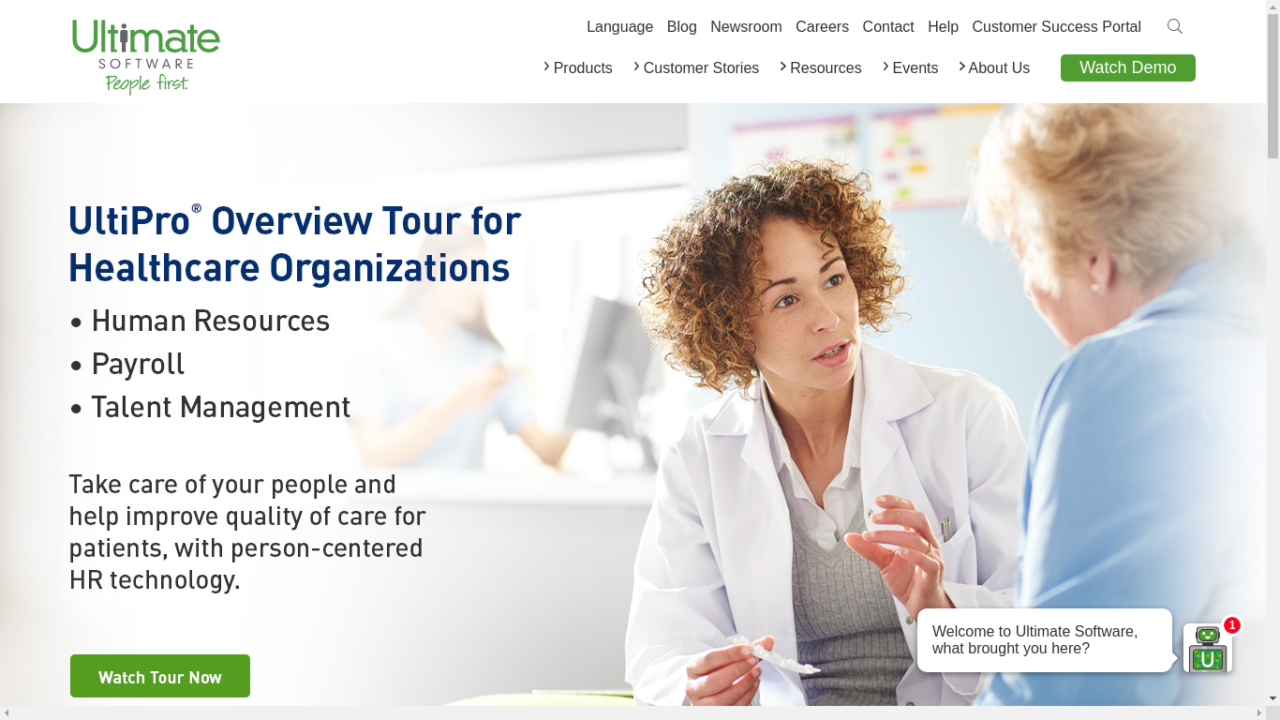 Ultimate
SOFTWARE
People first.
Language Blog Newsroom Careers Contact Help Customer Success Portal
Products Customer Stories Resources Events About Us Watch Demo
UltiPro® Overview Tour for
Healthcare Organizations
• Human Resources
• Payroll
• Talent Management
Take care of your people and
help improve quality of care for
patients, with person-centered
HR technology.
Watch Tour Now
Welcome to Ultimate Software,
what brought you here?
1
U